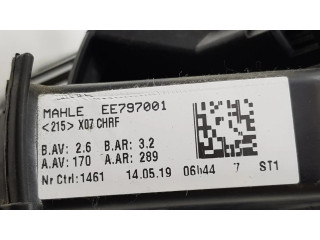 MAHLE EE797001
<215> X07 CHRF
B.AV: 2.6 B.AR: 3.2
A.AV: 170 A.AR: 289
Nr Ctrl:1461 14.05.19 06h44 7 ST1